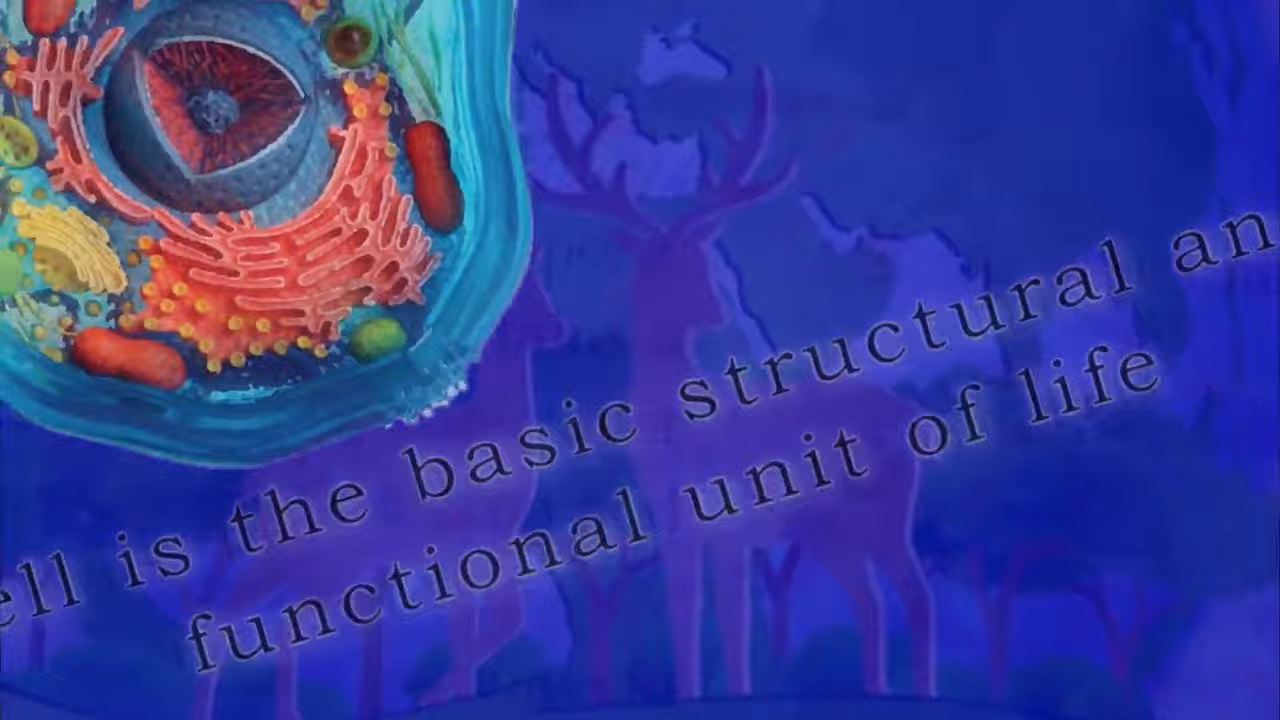 ell is the basic structural an
functional unit of life